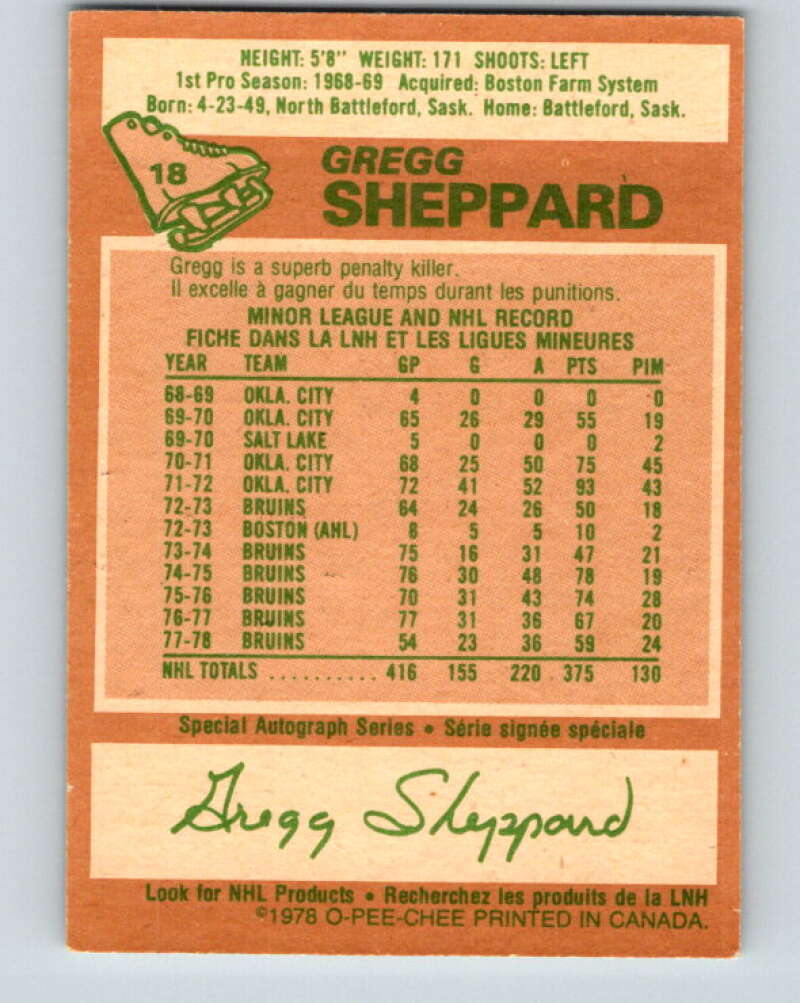 HEIGHT: 5'8" WEIGHT: 171 SHOOTS: LEFT
1st Pro Season: 1968-69 Acquired: Boston Farm System
Born: 4-23-49, North Battleford, Sask. Home: Battleford, Sask.
18
GREGG
SHEPPARD
Gregg is a superb penalty killer.
Il excelle à gagner du temps durant les punitions.
MINOR LEAGUE AND NHL RECORD
FICHE DANS LA LNH ET LES LIGUES MINEURES
YEAR TEAM GP G A PTS PIM
68-69 OKLA. CITY 4 0 0 0 0
69-70 OKLA. CITY 65 26 29 55 19
69-70 SALT LAKE 5 0 0 0 2
70-71 OKLA. CITY 68 25 50 75 45
71-72 OKLA. CITY 72 41 52 93 43
72-73 BRUINS 64 24 26 50 18
72-73 BOSTON (AHL) 8 5 5 10 2
73-74 BRUINS 75 16 31 47 21
74-75 BRUINS 76 30 48 78 19
75-76 BRUINS 70 31 43 74 28
76-77 BRUINS 77 31 36 67 20
77-78 BRUINS 54 23 36 59 24
NHL TOTALS .......... 416 155 220 375 130
Special Autograph Series • Série signée spéciale
Gregg Sheppard
Look for NHL Products • Recherchez les produits de la LNH
©1978 O-PEE-CHEE PRINTED IN CANADA.